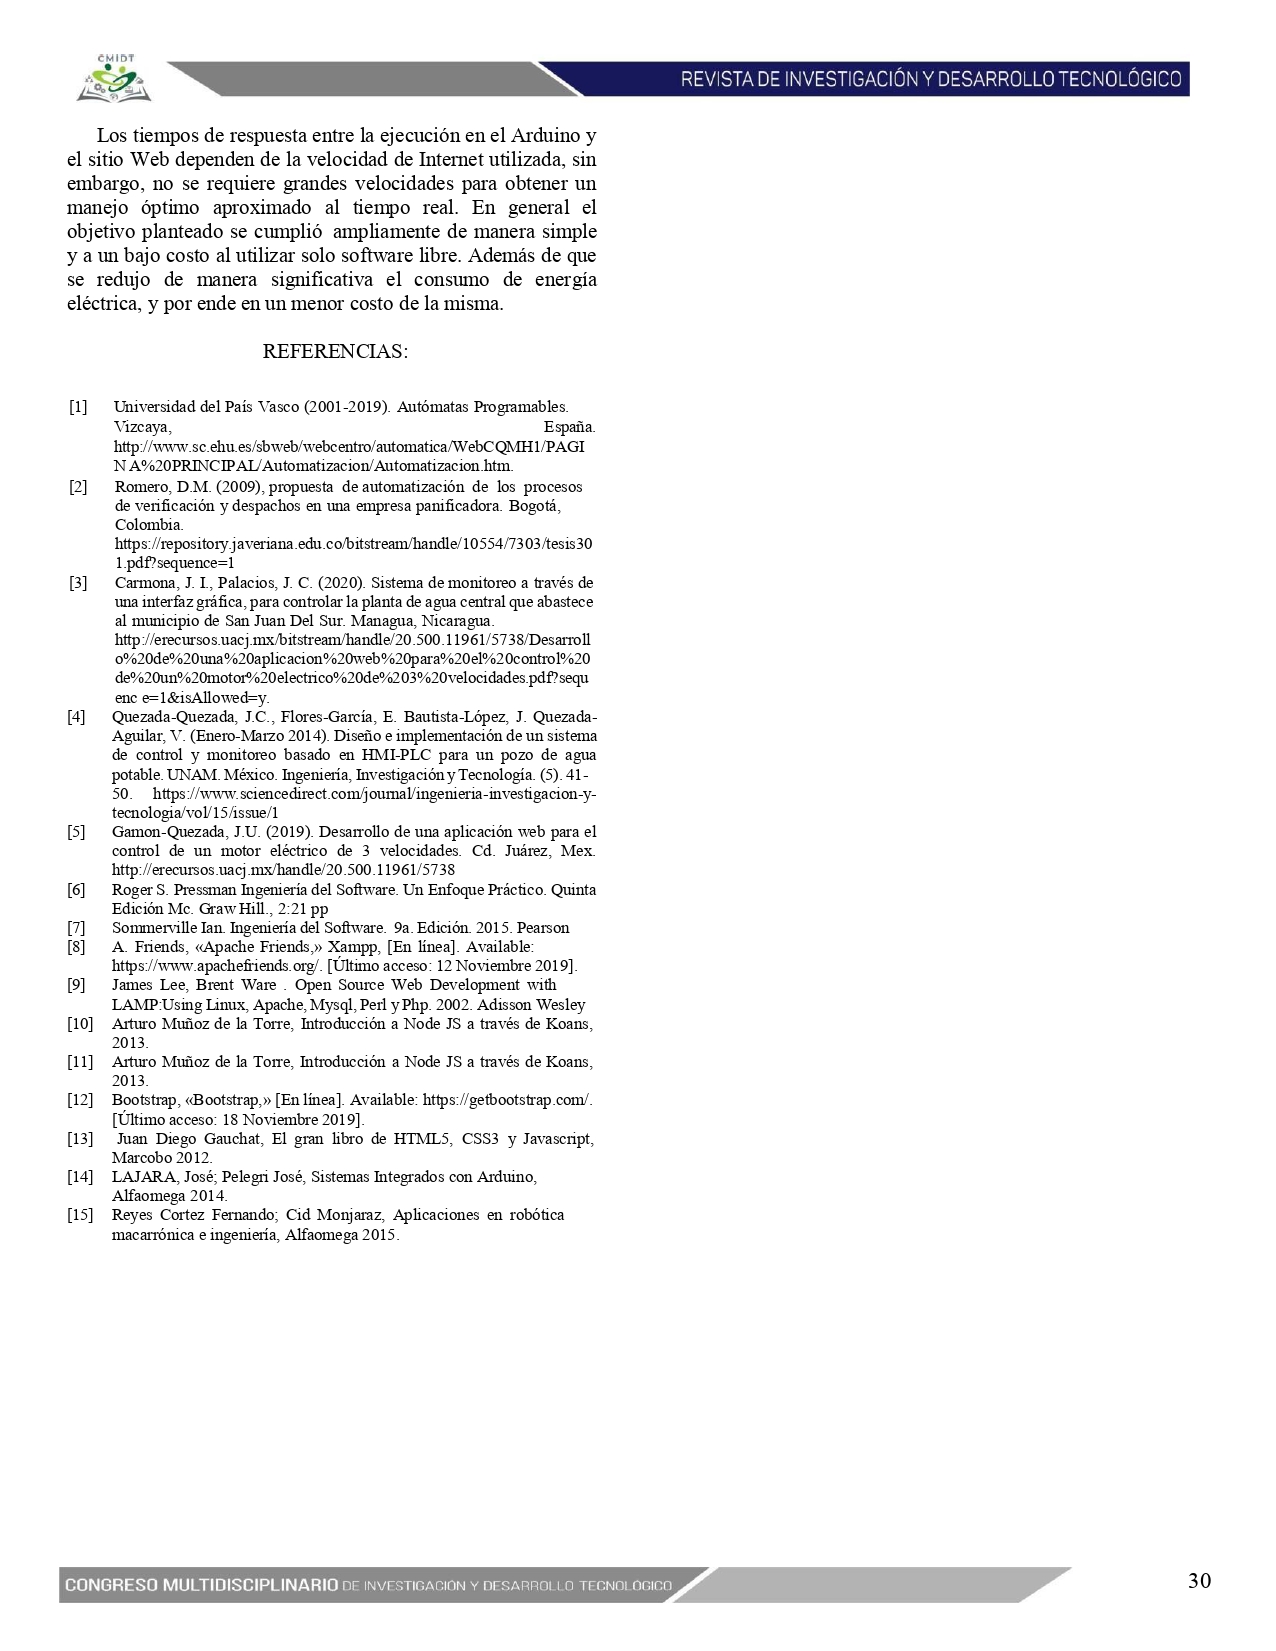 CMIDT
REVISTA DE INVESTIGACIÓN Y DESARROLLO TECNOLÓGICO
Los tiempos de respuesta entre la ejecución en el Arduino y
el sitio Web dependen de la velocidad de Internet utilizada, sin
embargo, no se requiere grandes velocidades para obtener un
manejo óptimo aproximado al tiempo real. En general el
objetivo planteado se cumplió ampliamente de manera simple
y a un bajo costo al utilizar solo software libre. Además de que
se redujo de manera significativa el consumo de energía
eléctrica, y por ende en un menor costo de la misma.
REFERENCIAS:
[1] Universidad del País Vasco (2001-2019). Autómatas Programables.
Vizcaya, España.
http://www.sc.ehu.es/sbweb/webcentro/automatica/WebCQMH1/PAGI
N A%20PRINCIPAL/Automatizacion/Automatizacion.htm.
[2] Romero, D.M. (2009), propuesta de automatización de los procesos
de verificación y despachos en una empresa panificadora. Bogotá,
Colombia.
https://repository.javeriana.edu.co/bitstream/handle/10554/7303/tesis30
1.pdf?sequence=1
[3] Carmona, J. I., Palacios, J. C. (2020). Sistema de monitoreo a través de
una interfaz gráfica, para controlar la planta de agua central que abastece
al municipio de San Juan Del Sur. Managua, Nicaragua.
http://erecursos.uacj.mx/bitstream/handle/20.500.11961/5738/Desarroll
o%20de%20una%20aplicacion%20web%20para%20el%20control%20
de%20un%20motor%20electrico%20de%203%20velocidades.pdf?sequ
enc e=1&isAllowed=y.
[4] Quezada-Quezada, J.C., Flores-García, E. Bautista-López, J. Quezada-
Aguilar, V. (Enero-Marzo 2014). Diseño e implementación de un sistema
de control y monitoreo basado en HMI-PLC para un pozo de agua
potable. UNAM. México. Ingeniería, Investigación y Tecnología. (5). 41-
50. https://www.sciencedirect.com/journal/ingenieria-investigacion-y-
tecnologia/vol/15/issue/1
[5] Gamon-Quezada, J.U. (2019). Desarrollo de una aplicación web para el
control de un motor eléctrico de 3 velocidades. Cd. Juárez, Mex.
http://erecursos.uacj.mx/handle/20.500.11961/5738
[6] Roger S. Pressman Ingeniería del Software. Un Enfoque Práctico. Quinta
Edición Mc. Graw Hill., 2:21 pp
[7] Sommerville Ian. Ingeniería del Software. 9a. Edición. 2015. Pearson
[8] A. Friends, «Apache Friends,» Xampp, [En línea]. Available:
https://www.apachefriends.org/. [Último acceso: 12 Noviembre 2019].
[9] James Lee, Brent Ware . Open Source Web Development with
LAMP:Using Linux, Apache, Mysql, Perl y Php. 2002. Adisson Wesley
[10] Arturo Muñoz de la Torre, Introducción a Node JS a través de Koans,
2013.
[11] Arturo Muñoz de la Torre, Introducción a Node JS a través de Koans,
2013.
[12] Bootstrap, «Bootstrap,» [En línea]. Available: https://getbootstrap.com/.
[Último acceso: 18 Noviembre 2019].
[13] Juan Diego Gauchat, El gran libro de HTML5, CSS3 y Javascript,
Marcobo 2012.
[14] LAJARA, José; Pelegri José, Sistemas Integrados con Arduino,
Alfaomega 2014.
[15] Reyes Cortez Fernando; Cid Monjaraz, Aplicaciones en robótica
macarrónica e ingeniería, Alfaomega 2015.
CONGRESO MULTIDISCIPLINARIO DE INVESTIGACIÓN Y DESARROLLO TECNOLÓGICO
30